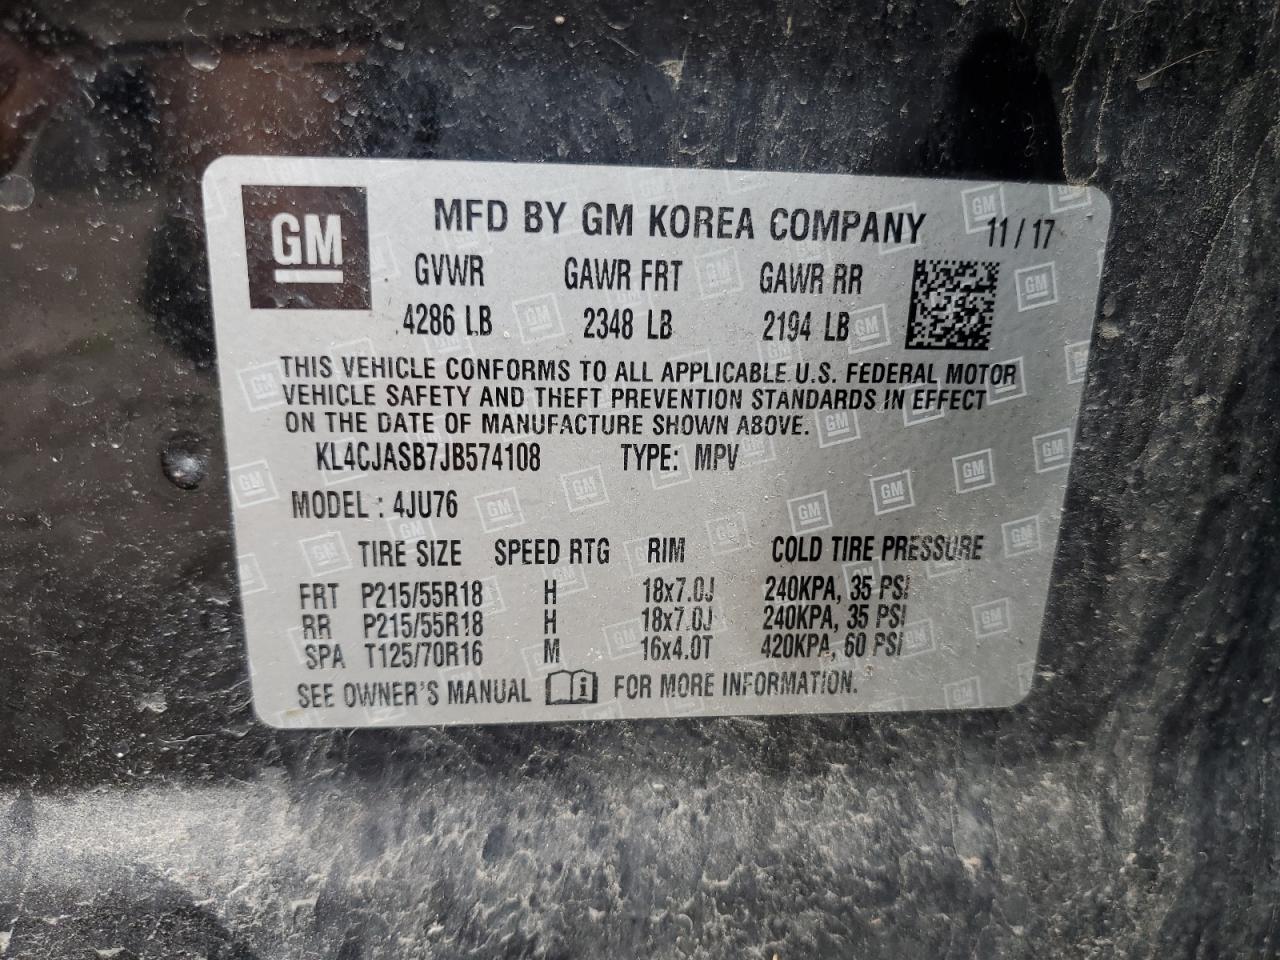 GM
MFD BY GM KOREA COMPANY 11/17
GVWR GAWR FRT GAWR RR
4286 LB 2348 LB 2194 LB
THIS VEHICLE CONFORMS TO ALL APPLICABLE U.S. FEDERAL MOTOR
VEHICLE SAFETY AND THEFT PREVENTION STANDARDS IN EFFECT
ON THE DATE OF MANUFACTURE SHOWN ABOVE.
KL4CJASB7JB574108 TYPE: MPV
MODEL : 4JU76
TIRE SIZE SPEED RTG RIM COLD TIRE PRESSURE
FRT P215/55R18 H 18x7.0J 240KPA, 35 PSI
RR P215/55R18 H 18x7.0J 240KPA, 35 PSI
SPA T125/70R16 M 16x4.0T 420KPA, 60 PSI
SEE OWNER'S MANUAL i FOR MORE INFORMATION.